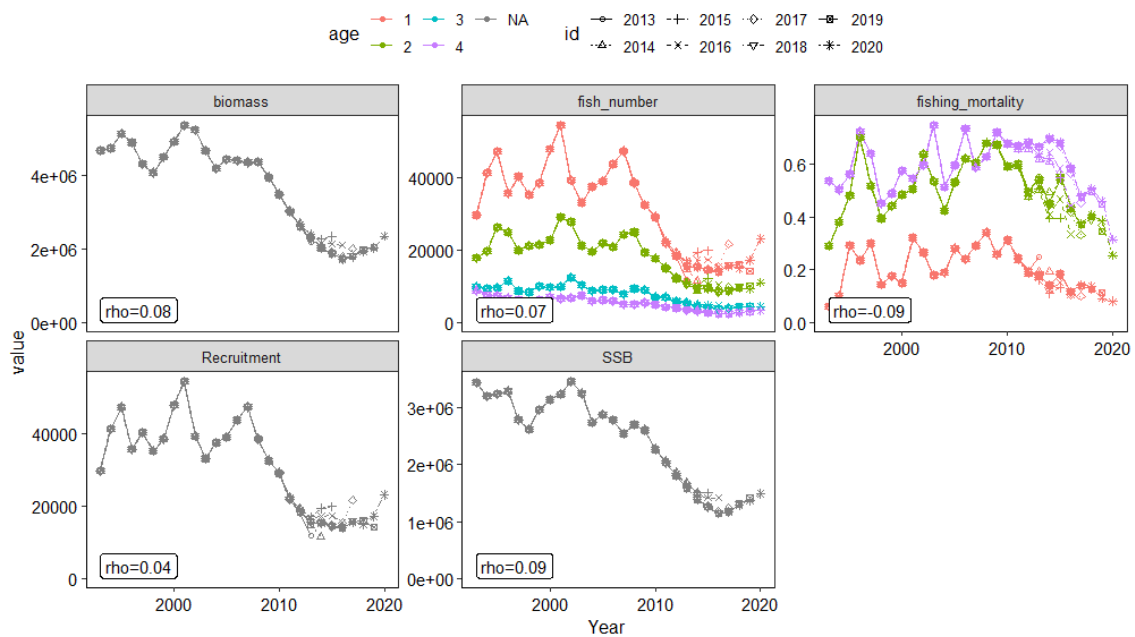 age 1 3 NA id 2013 2015 2017 2019
2 4 2014 2016 2018 2020
biomass fish_number fishing_mortality
4e+06
2e+06
0e+00
rho=0.08
40000
20000
0
rho=0.07
0.6
0.4
0.2
0.0
rho=-0.09
2000 2010 2020
value
Recruitment SSB
40000
20000
0
rho=0.04
3e+06
2e+06
1e+06
0e+00
rho=0.09
2000 2010 2020 2000 2010 2020
Year